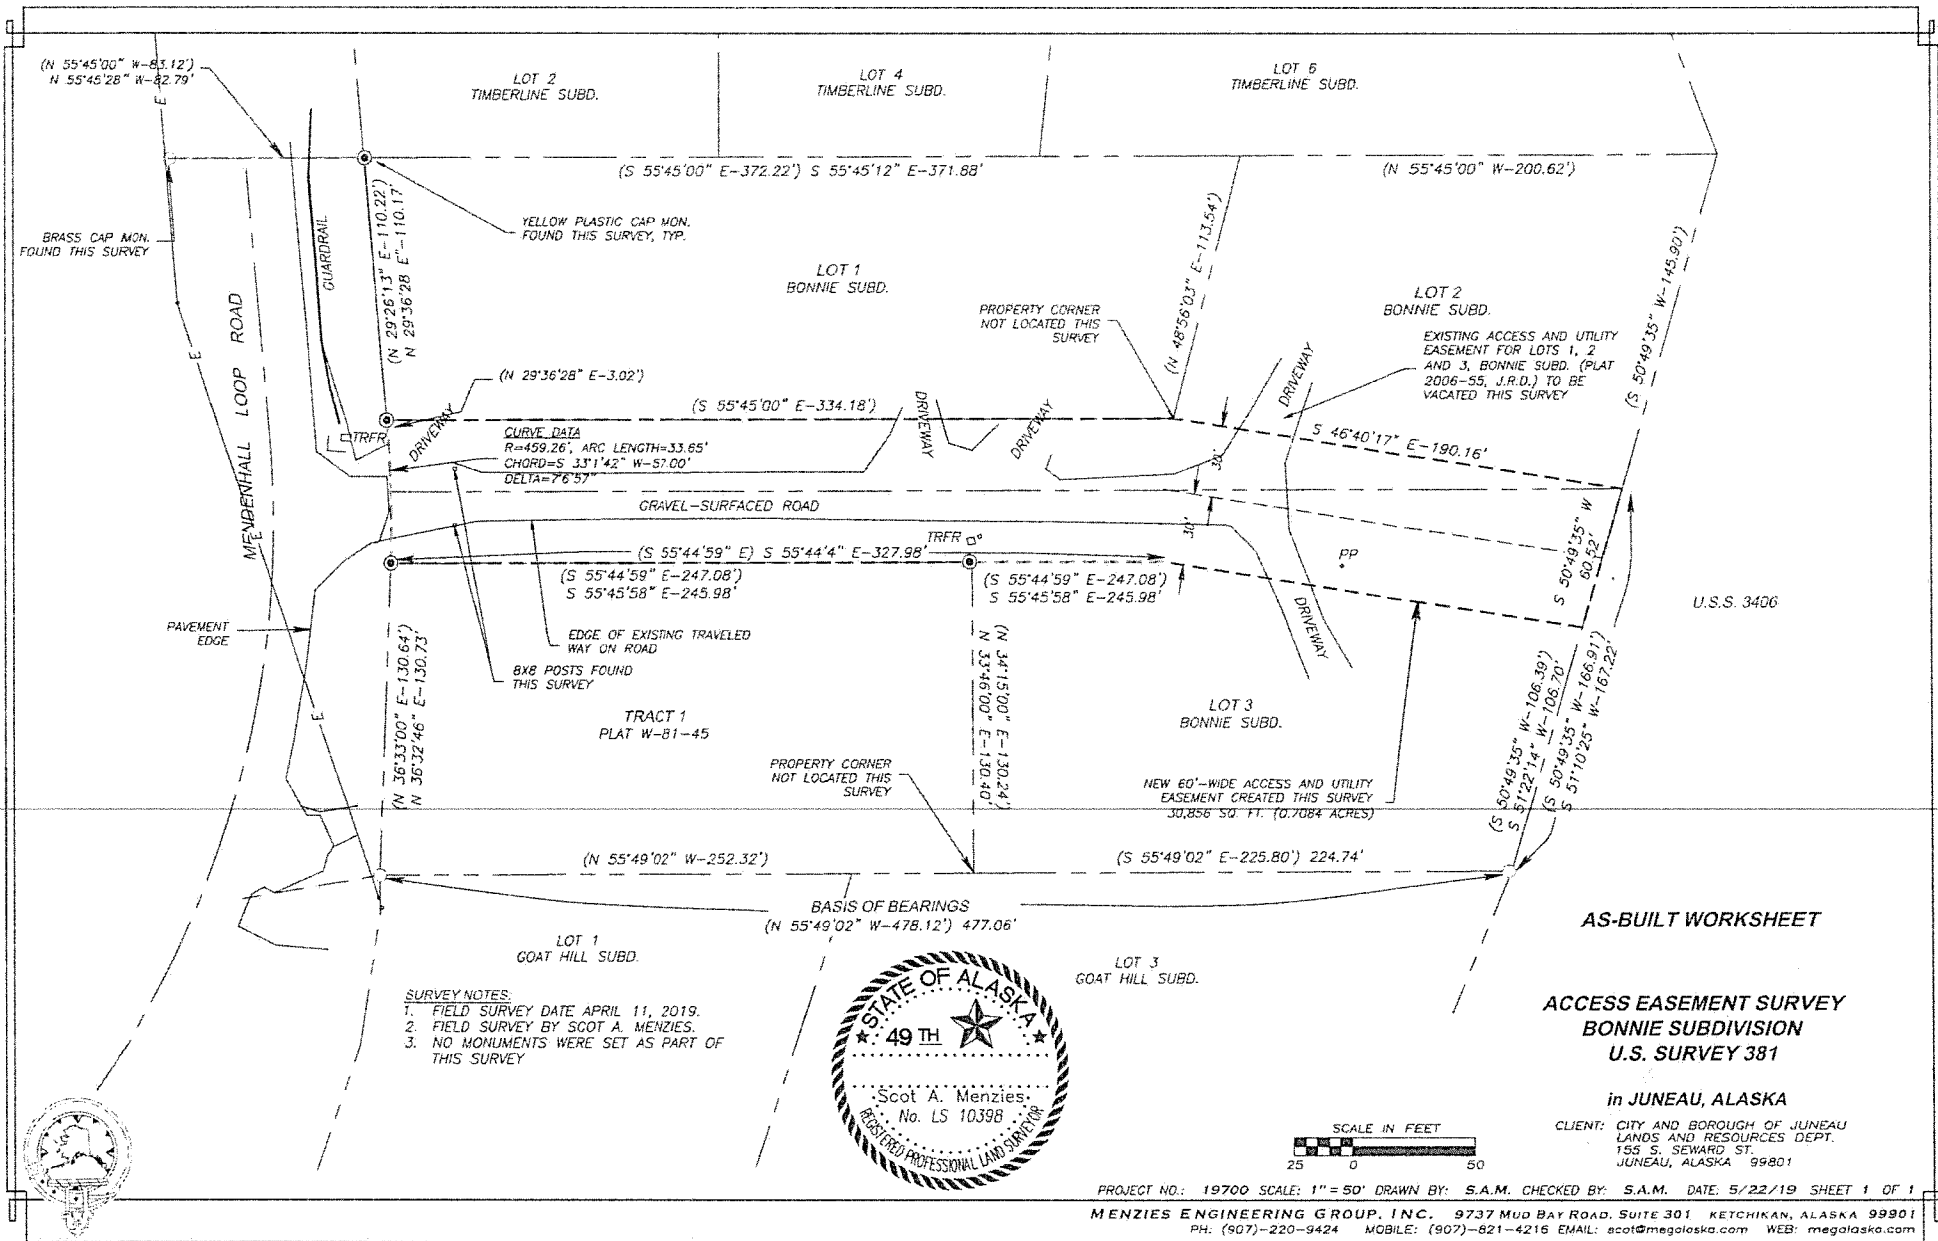 (N 55°45'00" W-83.12')
N 55°45'28" W-82.79'
LOT 2
TIMBERLINE SUBD.
LOT 4
TIMBERLINE SUBD.
LOT 6
TIMBERLINE SUBD.
E
(S 55°45'00" E-372.22') S 55°45'12" E-371.88'
(N 55°45'00" W-200.62')
BRASS CAP MON.
FOUND THIS SURVEY
GUARDRAIL
(N 29°26'13" E-110.22')
N 29°36'28 E"-110.17'
YELLOW PLASTIC CAP MON.
FOUND THIS SURVEY, TYP.
LOT 1
BONNIE SUBD.
(N 48°56'03" E-113.54')
(S 50°49'35" W-145.90')
LOT 2
BONNIE SUBD.
PROPERTY CORNER
NOT LOCATED THIS
SURVEY
EXISTING ACCESS AND UTILITY
EASEMENT FOR LOTS 1, 2
AND 3, BONNIE SUBD. (PLAT
2006-55, J.R.D.) TO BE
VACATED THIS SURVEY
MENDENHALL LOOP ROAD
E
(N 29°36'28" E-3.02')
(S 55°45'00" E-334.18')
DRIVEWAY
DRIVEWAY
DRIVEWAY
DRIVEWAY
TRFR
CURVE DATA
R=459.26', ARC LENGTH=33.65'
CHORD=S 33°1'42" W-57.00'
DELTA=7°6'57"
S 46°40'17" E-190.16'
30'
30'
GRAVEL-SURFACED ROAD
E
TRFR
(S 55°44'59" E) S 55°44'4" E-327.98'
(S 55°44'59" E-247.08')
S 55°45'58" E-245.98'
(S 55°44'59" E-247.08')
S 55°45'58" E-245.98'
PP
S 50°49'35" W
60.52'
U.S.S. 3406
PAVEMENT
EDGE
EDGE OF EXISTING TRAVELED
WAY ON ROAD
8X8 POSTS FOUND
THIS SURVEY
DRIVEWAY
E
(N 36°33'00" E-130.64')
N 36°32'46" E-130.73'
TRACT 1
PLAT W-81-45
(N 34°15'00" E-130.24')
N 33°46'00" E-130.40'
LOT 3
BONNIE SUBD.
(S 50°49'35" W-106.39')
S 51°22'14" W-106.70'
(S 50°49'35" W-166.91')
S 51°10'25" W-167.22'
PROPERTY CORNER
NOT LOCATED THIS
SURVEY
NEW 60'-WIDE ACCESS AND UTILITY
EASEMENT CREATED THIS SURVEY
30,856 SQ. FT. (0.7084 ACRES)
(N 55°49'02" W-252.32')
(S 55°49'02" E-225.80') 224.74'
BASIS OF BEARINGS
(N 55°49'02" W-478.12') 477.06'
LOT 1
GOAT HILL SUBD.
LOT 3
GOAT HILL SUBD.
SURVEY NOTES:
1. FIELD SURVEY DATE APRIL 11, 2019.
2. FIELD SURVEY BY SCOT A. MENZIES.
3. NO MONUMENTS WERE SET AS PART OF
THIS SURVEY
STATE OF ALASKA
49 TH
Scot A. Menzies
No. LS 10398
REGISTERED PROFESSIONAL LAND SURVEYOR
AS-BUILT WORKSHEET
ACCESS EASEMENT SURVEY
BONNIE SUBDIVISION
U.S. SURVEY 381
in JUNEAU, ALASKA
CLIENT: CITY AND BOROUGH OF JUNEAU
LANDS AND RESOURCES DEPT.
155 S. SEWARD ST.
JUNEAU, ALASKA 99801
SCALE IN FEET
25 0 50
PROJECT NO.: 19700 SCALE: 1"=50' DRAWN BY: S.A.M. CHECKED BY: S.A.M. DATE: 5/22/19 SHEET 1 OF 1
MENZIES ENGINEERING GROUP, INC. 9737 MUD BAY ROAD, SUITE 301 KETCHIKAN, ALASKA 99901
PH: (907)-220-9424 MOBILE: (907)-821-4216 EMAIL: scot@megalaska.com WEB: megalaska.com